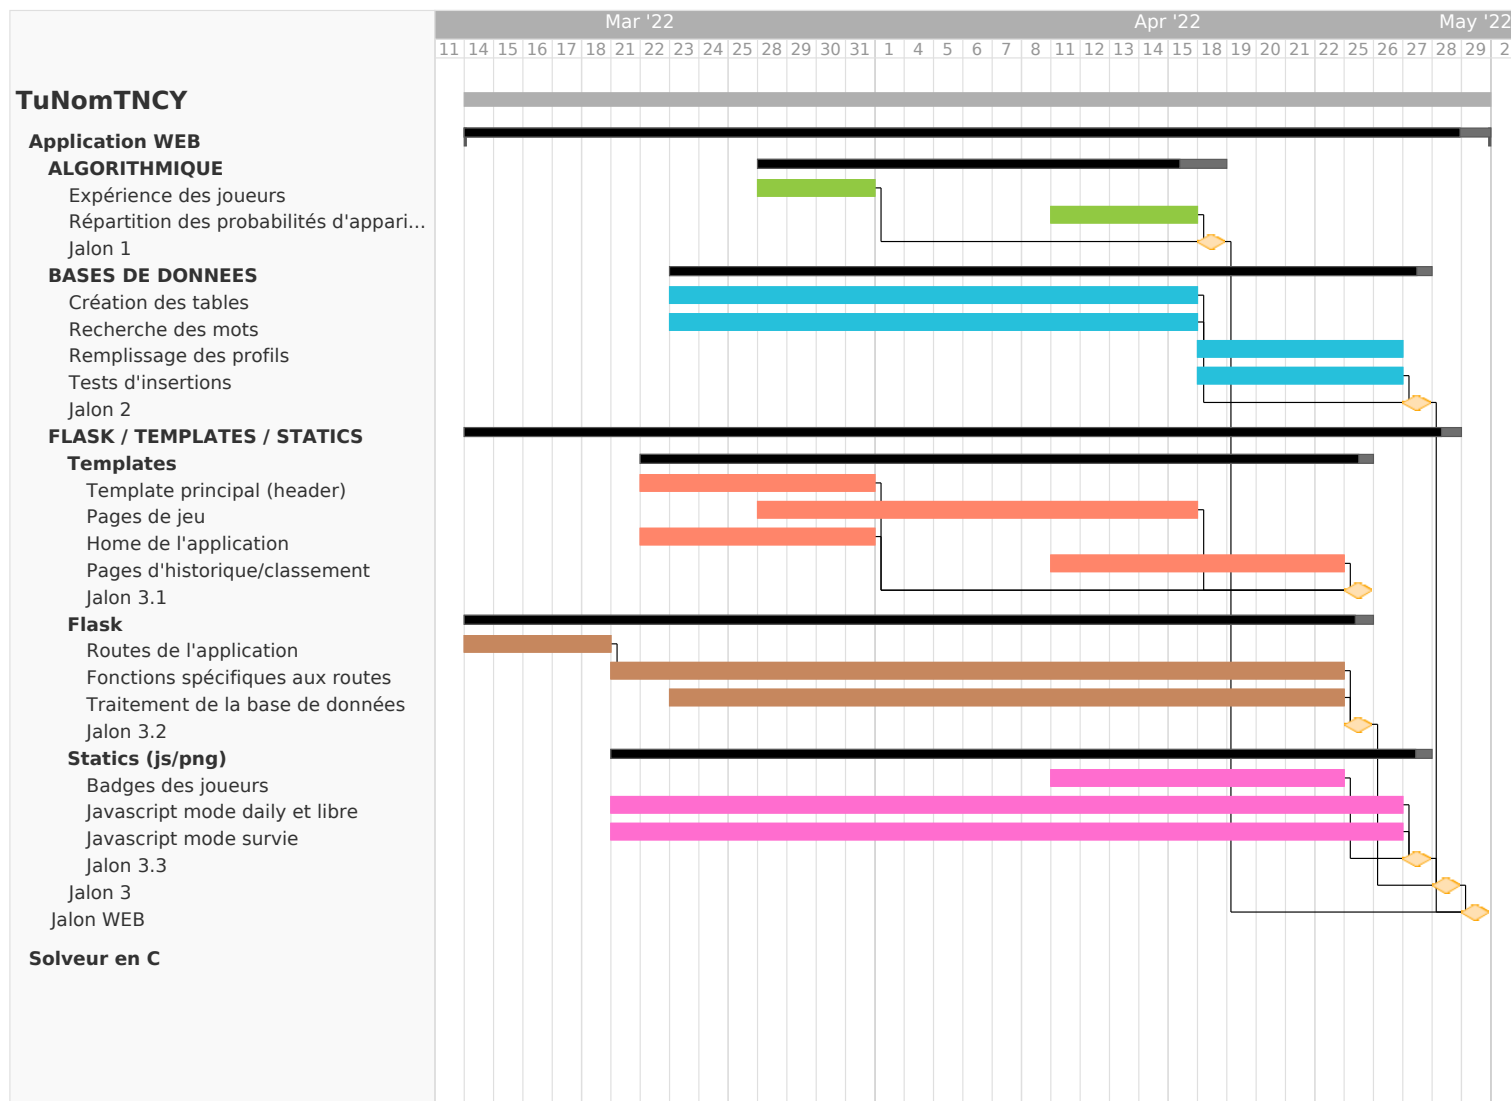 Mar '22 Apr '22 May '22
11 14 15 16 17 18 21 22 23 24 25 28 29 30 31 1 4 5 6 7 8 11 12 13 14 15 18 19 20 21 22 25 26 27 28 29 2
TuNomTNCY
Application WEB
ALGORITHMIQUE
Expérience des joueurs
Répartition des probabilités d'appari...
Jalon 1
BASES DE DONNEES
Création des tables
Recherche des mots
Remplissage des profils
Tests d'insertions
Jalon 2
FLASK / TEMPLATES / STATICS
Templates
Template principal (header)
Pages de jeu
Home de l'application
Pages d'historique/classement
Jalon 3.1
Flask
Routes de l'application
Fonctions spécifiques aux routes
Traitement de la base de données
Jalon 3.2
Statics (js/png)
Badges des joueurs
Javascript mode daily et libre
Javascript mode survie
Jalon 3.3
Jalon 3
Jalon WEB
Solveur en C